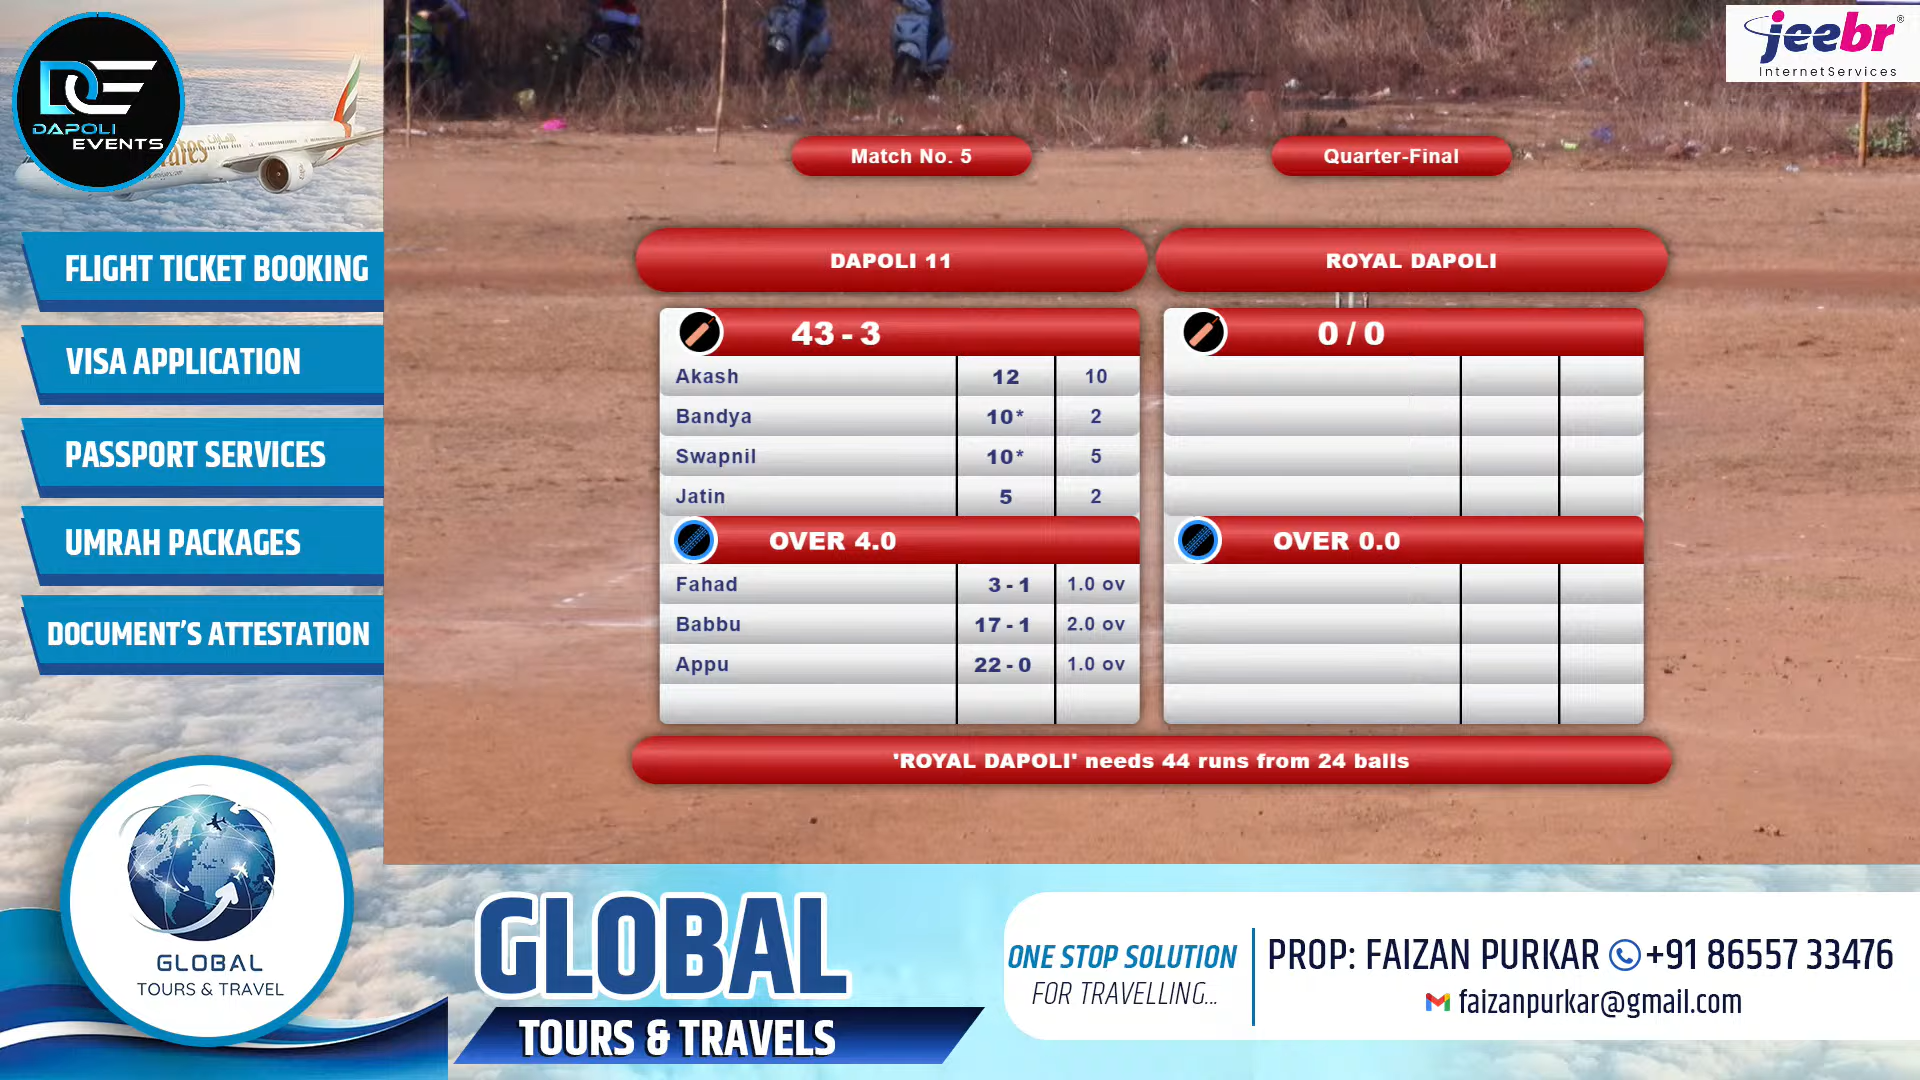 DAPOLI
EVENTS
jeebr®
InternetServices
Match No. 5
Quarter-Final
FLIGHT TICKET BOOKING
VISA APPLICATION
PASSPORT SERVICES
UMRAH PACKAGES
DOCUMENT’S ATTESTATION
DAPOLI 11
43 - 3
Akash 12 10
Bandya 10* 2
Swapnil 10* 5
Jatin 5 2
OVER 4.0
Fahad 3 - 1 1.0 ov
Babbu 17 - 1 2.0 ov
Appu 22 - 0 1.0 ov
ROYAL DAPOLI
0 / 0
OVER 0.0
'ROYAL DAPOLI' needs 44 runs from 24 balls
GLOBAL
TOURS & TRAVEL
GLOBAL
TOURS & TRAVELS
ONE STOP SOLUTION
FOR TRAVELLING...
PROP: FAIZAN PURKAR +91 86557 33476
faizanpurkar@gmail.com